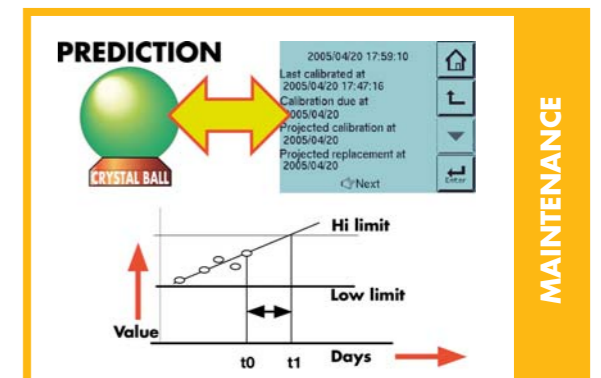 PREDICTION
CRYSTAL BALL
2005/04/20 17:59:10
Last calibrated at
2005/04/20 17:47:16
Calibration due at
2005/04/20
Projected calibration at
2005/04/20
Projected replacement at
2005/04/20
Next
Enter
MAINTENANCE
Hi limit
Low limit
Value
t0 t1 Days